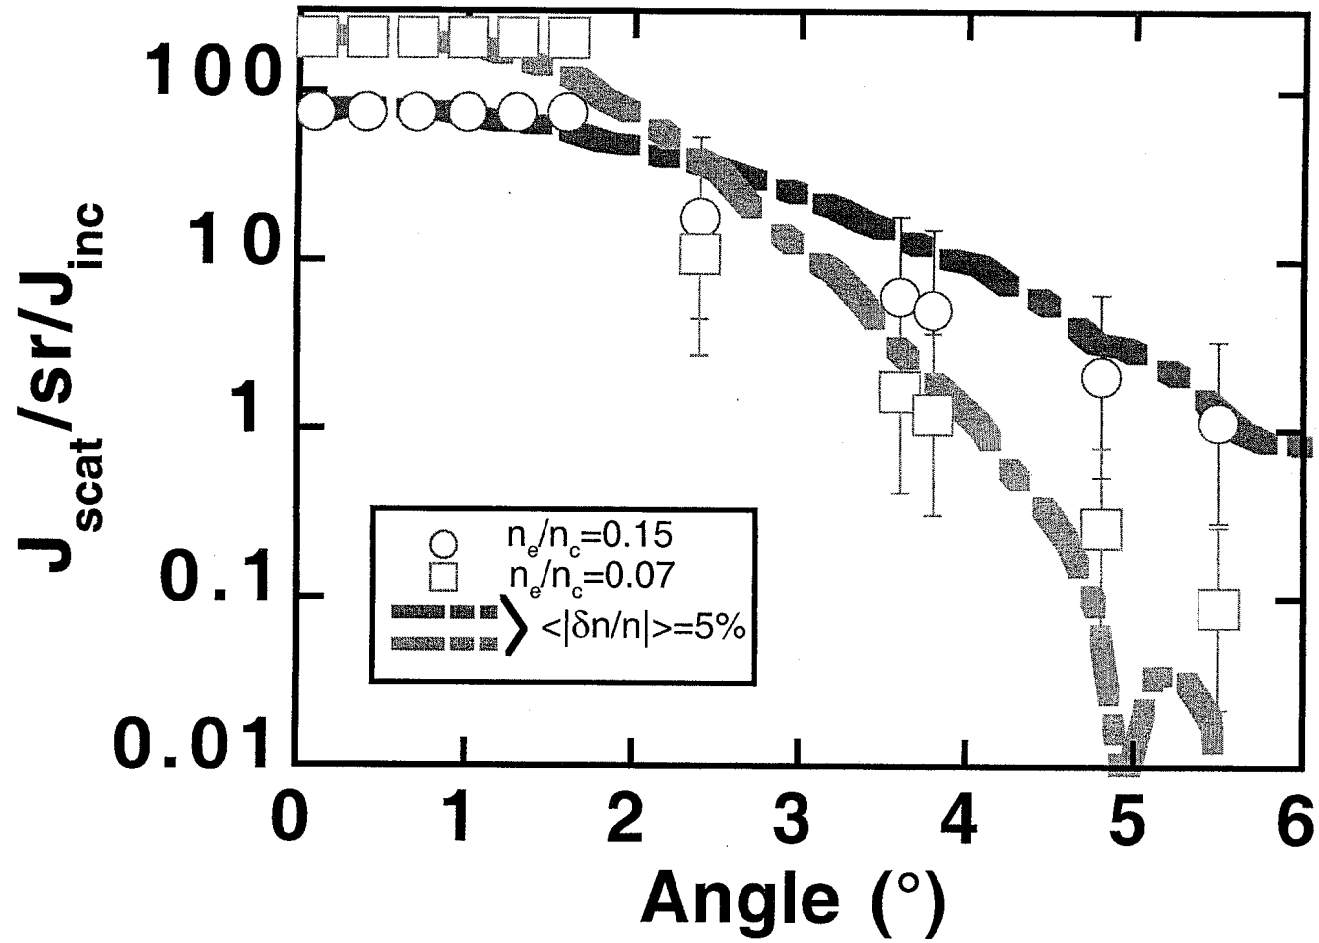 J_scat/sr/J_inc
100
10
1
0.1
0.01
n_e/n_c=0.15
n_e/n_c=0.07
<|δn/n|>=5%
0 1 2 3 4 5 6
Angle (°)